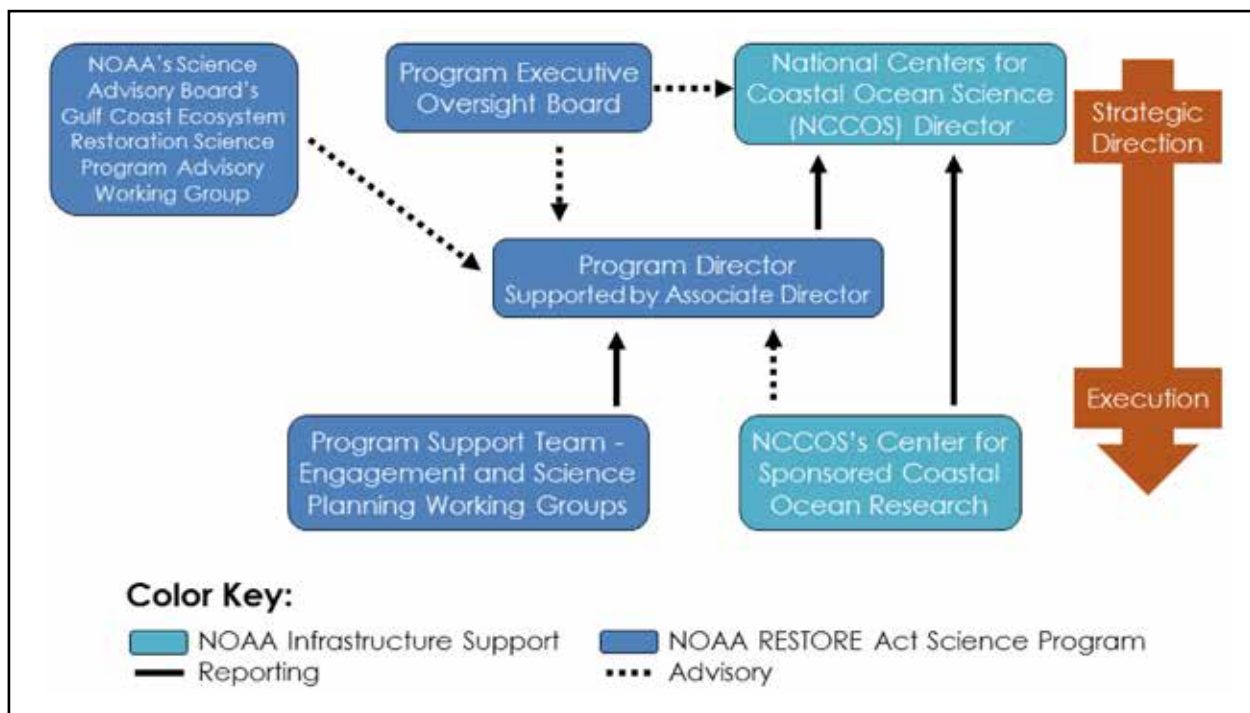 NOAA's Science
Advisory Board's
Gulf Coast Ecosystem
Restoration Science
Program Advisory
Working Group
Program Executive
Oversight Board
National Centers for
Coastal Ocean Science
(NCCOS) Director
Strategic
Direction
Program Director
Supported by Associate Director
Execution
Program Support Team -
Engagement and Science
Planning Working Groups
NCCOS's Center for
Sponsored Coastal
Ocean Research
Color Key:
NOAA Infrastructure Support
NOAA RESTORE Act Science Program
Reporting
Advisory